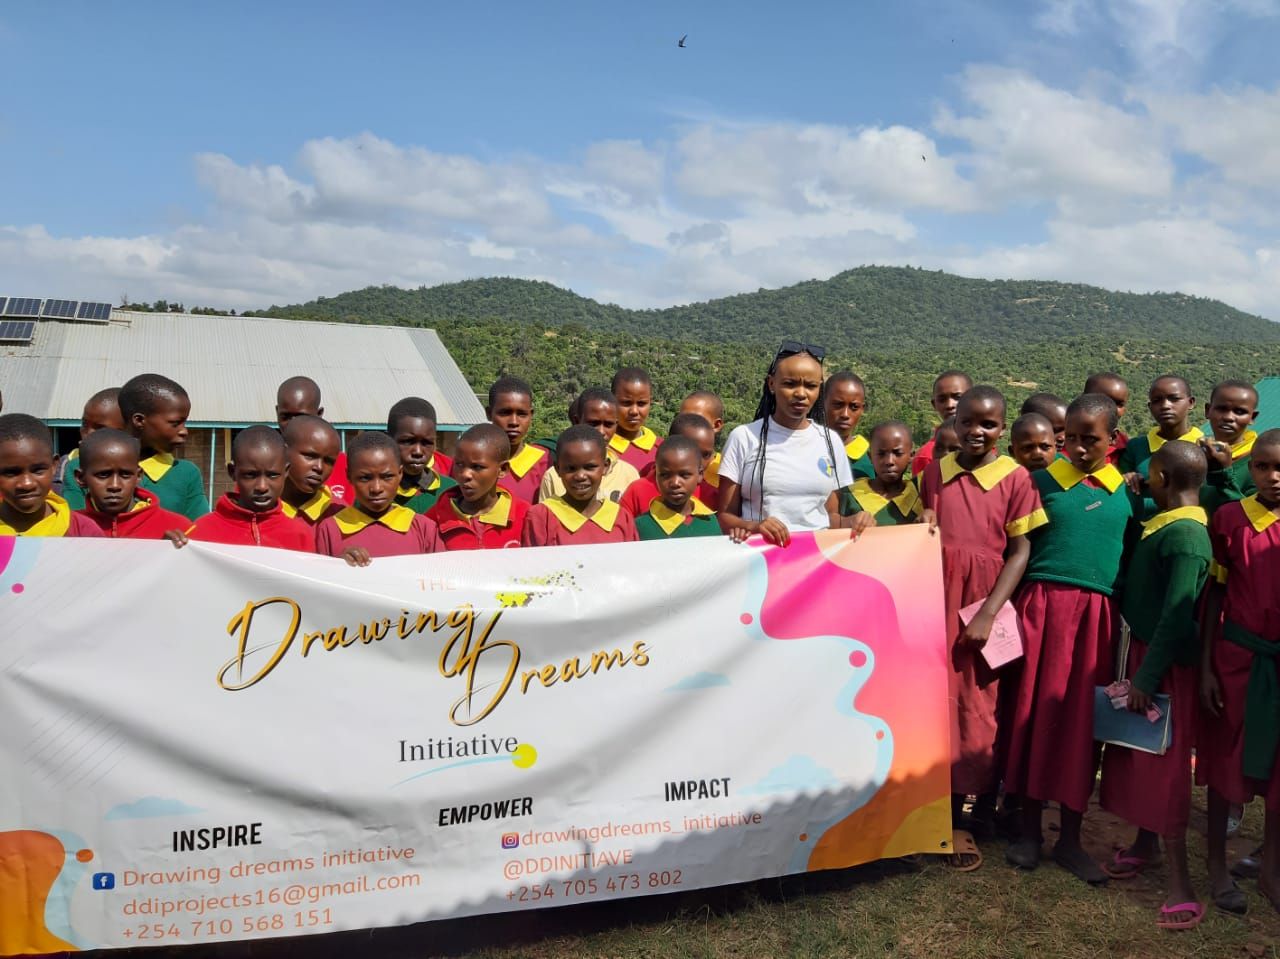 THE
Drawing
Dreams
Initiative
INSPIRE
EMPOWER
IMPACT
Drawing dreams initiative
ddiprojects16@gmail.com
+254 710 568 151
drawingdreams_initiative
@DDINITIAVE
+254 705 473 802